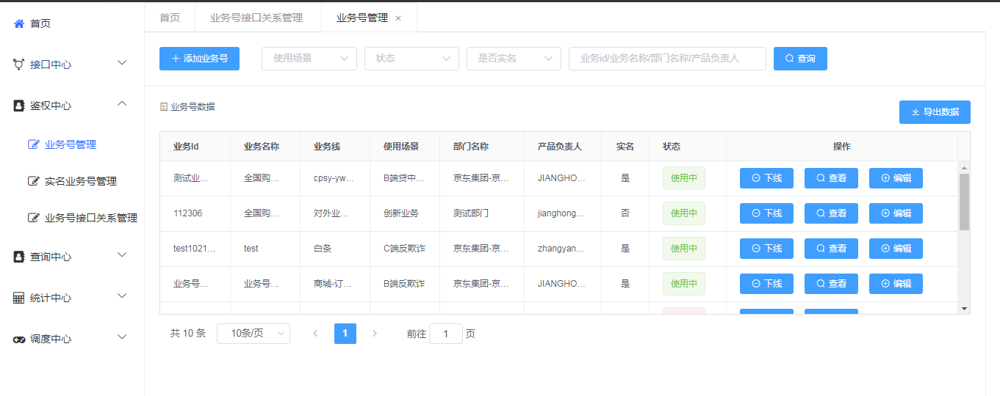 首页
接口中心
鉴权中心
业务号管理
实名业务号管理
业务号接口关系管理
查询中心
统计中心
调度中心
首页 业务号接口关系管理 业务号管理
添加业务号 使用场景 状态 是否实名 业务id/业务名称/部门名称/产品负责人 查询
业务号数据
导出数据
业务Id 业务名称 业务线 使用场景 部门名称 产品负责人 实名 状态 操作
测试业... 全国购... cpsy-yw... B端贷中... 京东集团-京... JIANGHO... 是 使用中 下线 查看 编辑
112306 全国购... 对外业... 创新业务 测试部门 jianghong... 否 使用中 下线 查看 编辑
test1021... test 白条 C端反欺诈 京东集团-京... zhangyan... 是 使用中 下线 查看 编辑
业务号... 业务号... 商城-订... B端反欺诈 京东集团-京... JIANGHO... 是 使用中 下线 查看 编辑
共 10 条 10条/页 1 前往 1 页